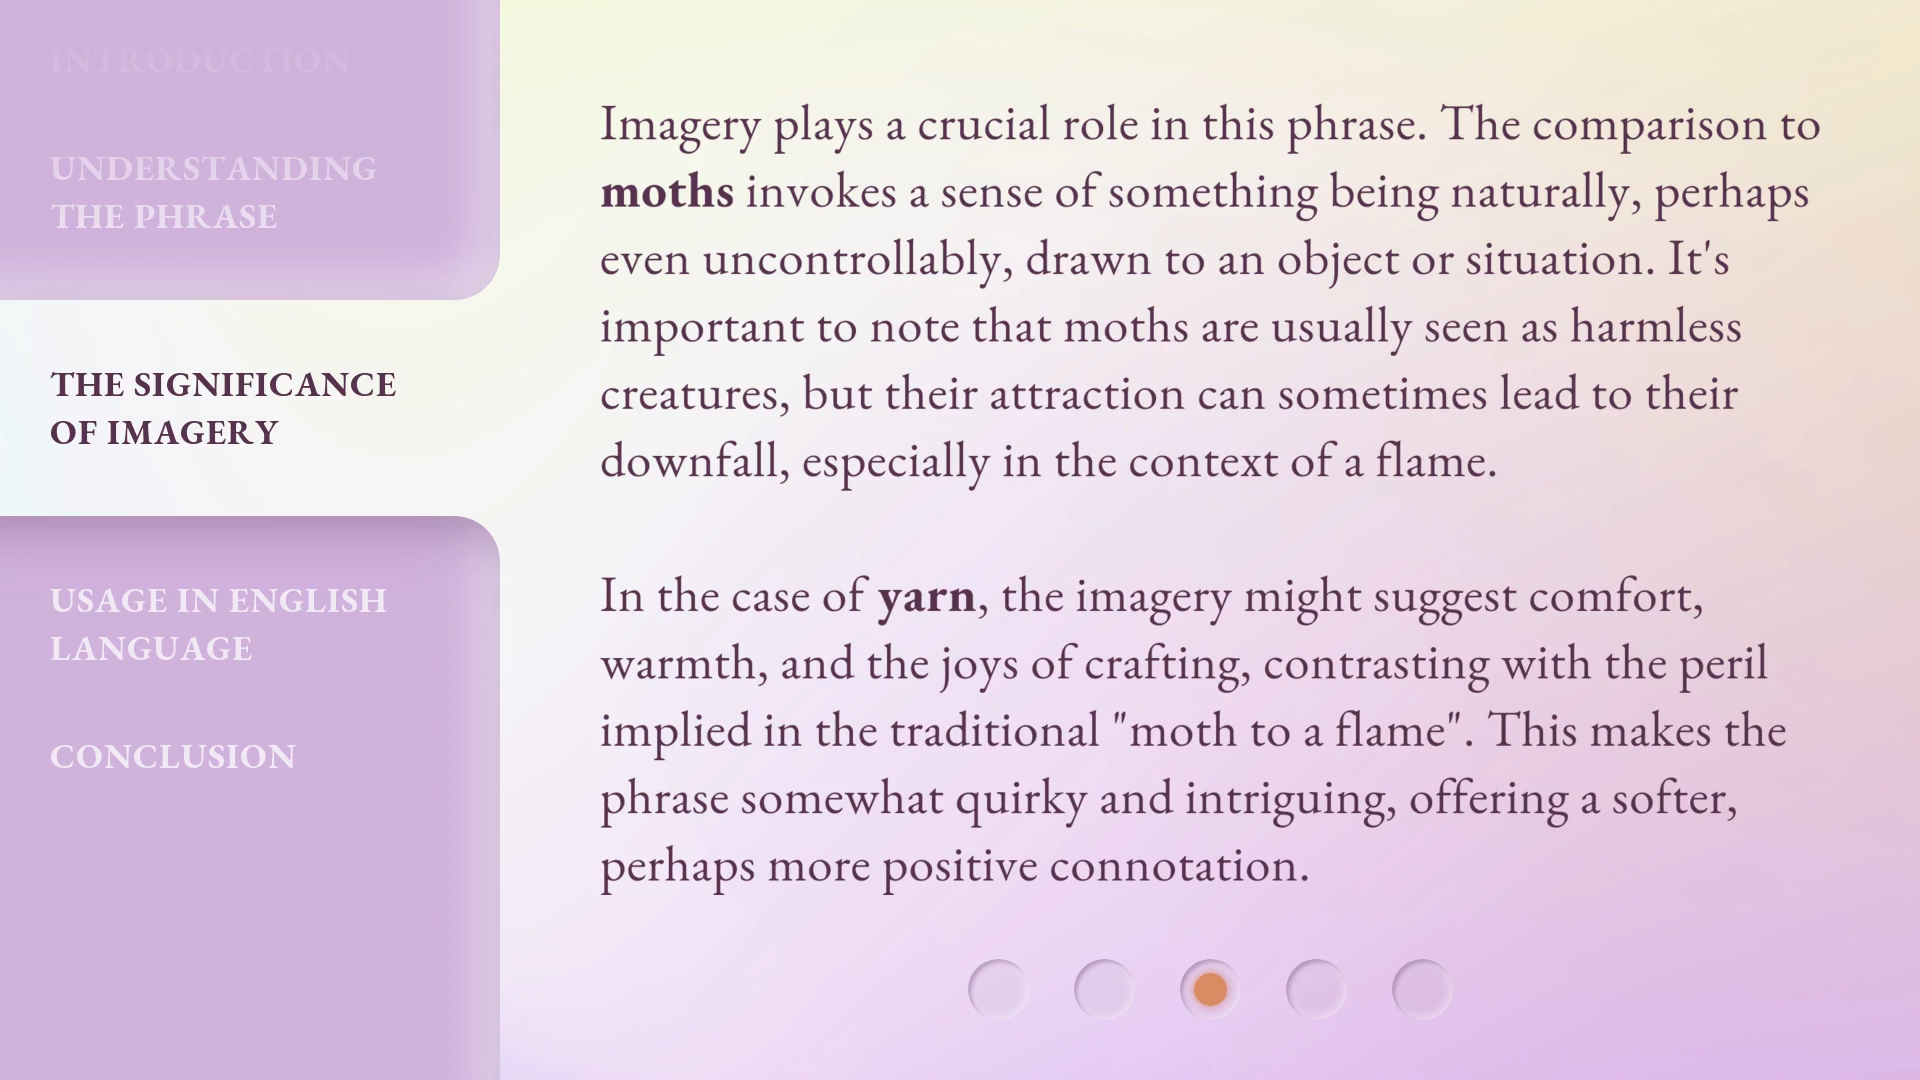 INTRODUCTION
UNDERSTANDING
THE PHRASE
THE SIGNIFICANCE
OF IMAGERY
USAGE IN ENGLISH
LANGUAGE
CONCLUSION
Imagery plays a crucial role in this phrase. The comparison to
moths invokes a sense of something being naturally, perhaps
even uncontrollably, drawn to an object or situation. It's
important to note that moths are usually seen as harmless
creatures, but their attraction can sometimes lead to their
downfall, especially in the context of a flame.
In the case of yarn, the imagery might suggest comfort,
warmth, and the joys of crafting, contrasting with the peril
implied in the traditional "moth to a flame". This makes the
phrase somewhat quirky and intriguing, offering a softer,
perhaps more positive connotation.